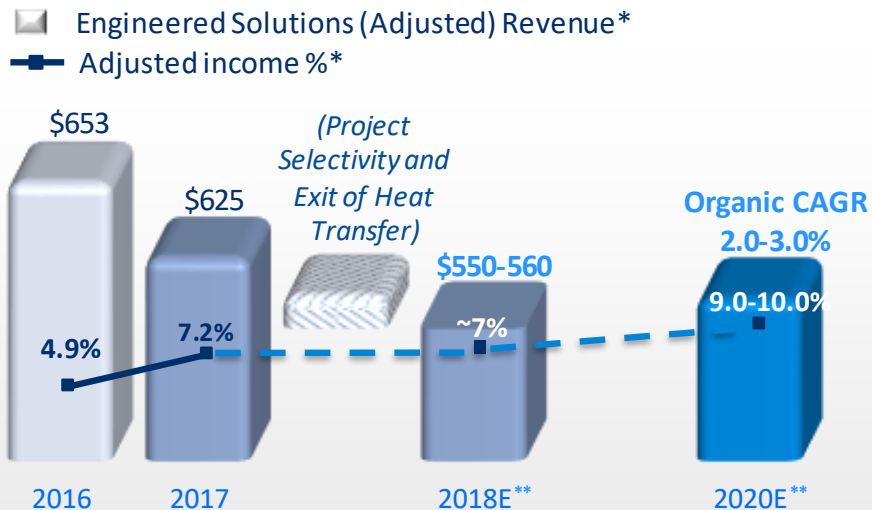 Engineered Solutions (Adjusted) Revenue*
Adjusted income %*
$653
$625
(Project
Selectivity and
Exit of Heat
Transfer)
$550-560
Organic CAGR
2.0-3.0%
4.9%
7.2%
~7%
9.0-10.0%
2016
2017
2018E**
2020E**